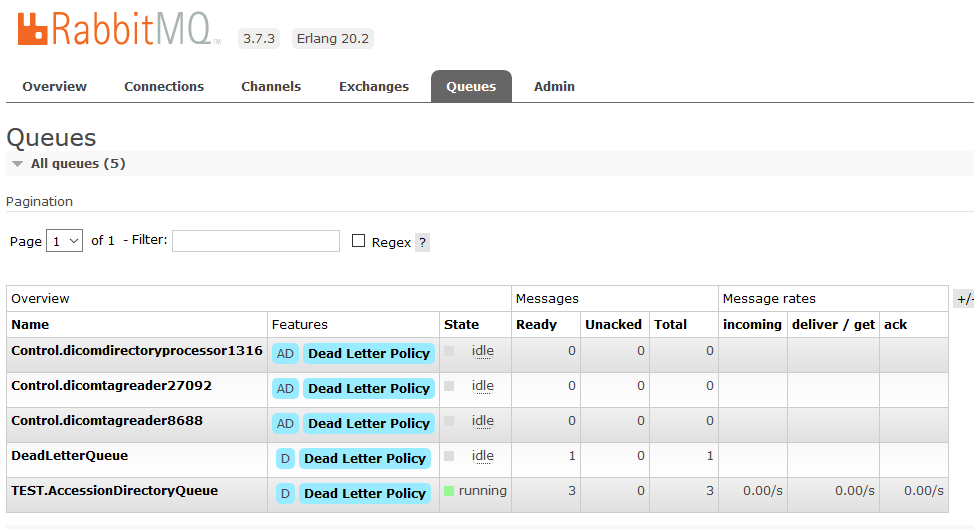 RabbitMQ™ 3.7.3 Erlang 20.2
Overview Connections Channels Exchanges Queues Admin
Queues
All queues (5)
Pagination
Page 1 of 1 - Filter: Regex ?
Overview Messages Message rates +/-
Name Features State Ready Unacked Total incoming deliver / get ack
Control.dicomdirectoryprocessor1316 AD Dead Letter Policy idle 0 0 0
Control.dicomtagreader27092 AD Dead Letter Policy idle 0 0 0
Control.dicomtagreader8688 AD Dead Letter Policy idle 0 0 0
DeadLetterQueue D Dead Letter Policy idle 1 0 1
TEST.AccessionDirectoryQueue D Dead Letter Policy running 3 0 3 0.00/s 0.00/s 0.00/s